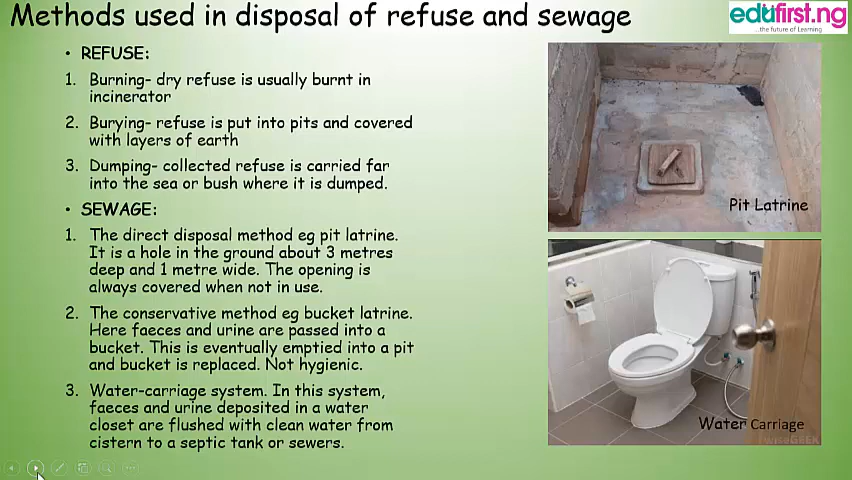 Methods used in disposal of refuse and sewage
edufirst.ng
...the future of Learning
• REFUSE:
1. Burning- dry refuse is usually burnt in
incinerator
2. Burying- refuse is put into pits and covered
with layers of earth
3. Dumping- collected refuse is carried far
into the sea or bush where it is dumped.
• SEWAGE:
1. The direct disposal method eg pit latrine.
It is a hole in the ground about 3 metres
deep and 1 metre wide. The opening is
always covered when not in use.
2. The conservative method eg bucket latrine.
Here faeces and urine are passed into a
bucket. This is eventually emptied into a pit
and bucket is replaced. Not hygienic.
3. Water-carriage system. In this system,
faeces and urine deposited in a water
closet are flushed with clean water from
cistern to a septic tank or sewers.
Pit Latrine
Water Carriage
wiseGEEK